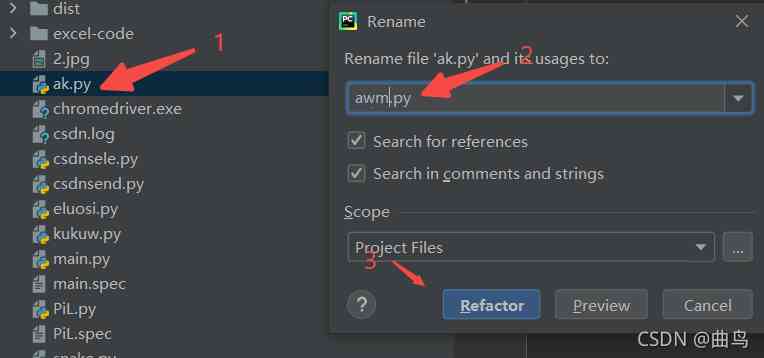 dist
excel-code
2.jpg
ak.py
chromedriver.exe
csdn.log
csdnsele.py
csdnsend.py
eluosi.py
kukuw.py
main.py
main.spec
PiL.py
PiL.spec
snake.py
1
PC
Rename
Rename file 'ak.py' and its usages to:
2
awm.py
Search for references
Search in comments and strings
Scope
Project Files
...
3
?
Refactor
Preview
Cancel
CSDN @曲鸟